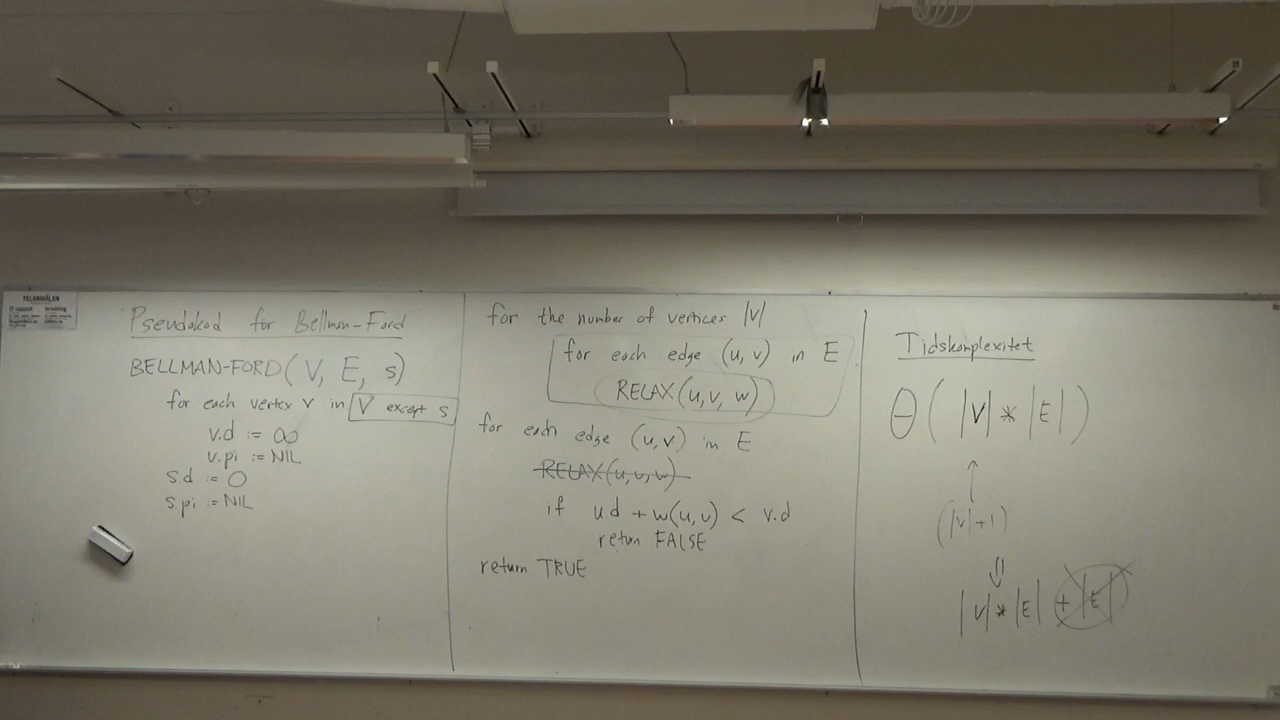 FELANMÄLAN
Pseudokod för Bellman-Ford
BELLMAN-FORD(V, E, s)
for each vertex v in V except s
v.d := ∞
v.pi := NIL
s.d := 0
s.pi := NIL
for the number of vertices |V|
for each edge (u, v) in E
RELAX(u, v, w)
for each edge (u, v) in E
RELAX(u, v, w)
if u.d + w(u, v) < v.d
return FALSE
return TRUE
Tidskomplexitet
Θ(|V| * |E|)
↑
(|V|+1)
⇓
|V| * |E| + |E|